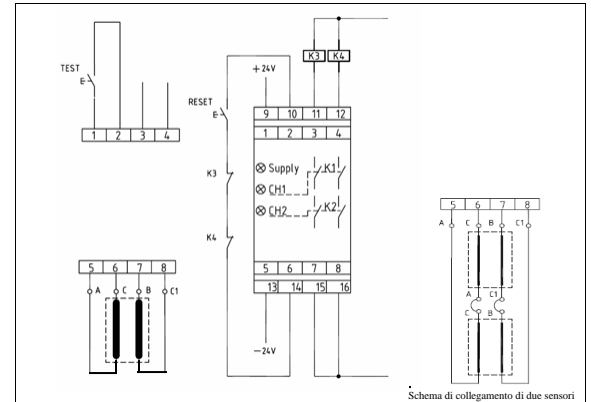 TEST
E
1 2 3 4
5 6 7 8
A C B C1
+24V
RESET
E
K3
K4
K3 K4
9 10 11 12
1 2 3 4
Supply K1
CH1
CH2 K2
5 6 7 8
13 14 15 16
—24V
5 6 7 8
A C B C1
A C1
C B
Schema di collegamento di due sensori